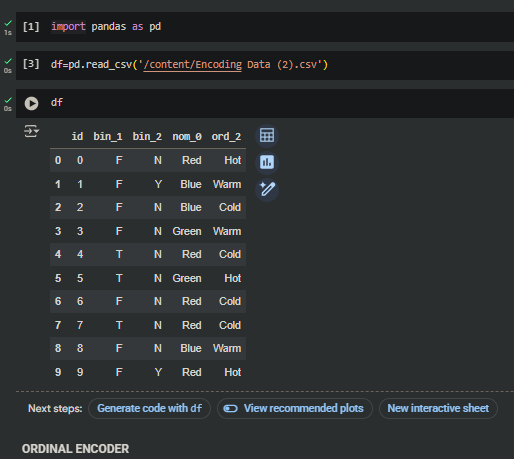 1s [1] import pandas as pd
0s [3] df=pd.read_csv('/content/Encoding Data (2).csv')
0s df
id bin_1 bin_2 nom_0 ord_2
0 0 F N Red Hot
1 1 F Y Blue Warm
2 2 F N Blue Cold
3 3 F N Green Warm
4 4 T N Red Cold
5 5 T N Green Hot
6 6 F N Red Cold
7 7 T N Red Cold
8 8 F N Blue Warm
9 9 F Y Red Hot
Next steps: Generate code with df View recommended plots New interactive sheet
ORDINAL ENCODER